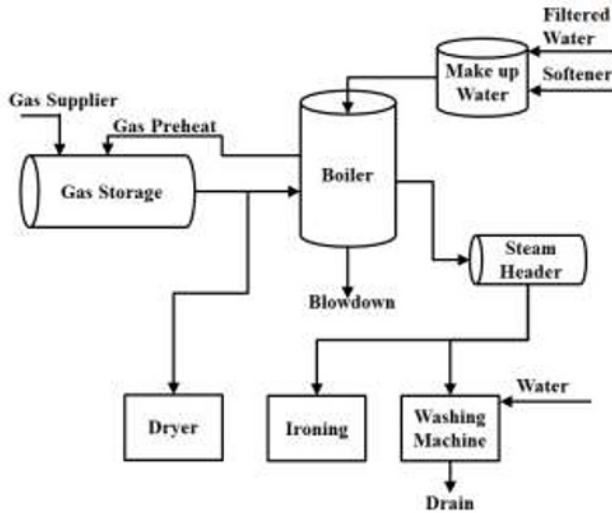 Filtered
Water
Make up
Water
Softener
Gas Supplier
Gas Preheat
Boiler
Gas Storage
Steam
Header
Blowdown
Water
Dryer
Ironing
Washing
Machine
Drain